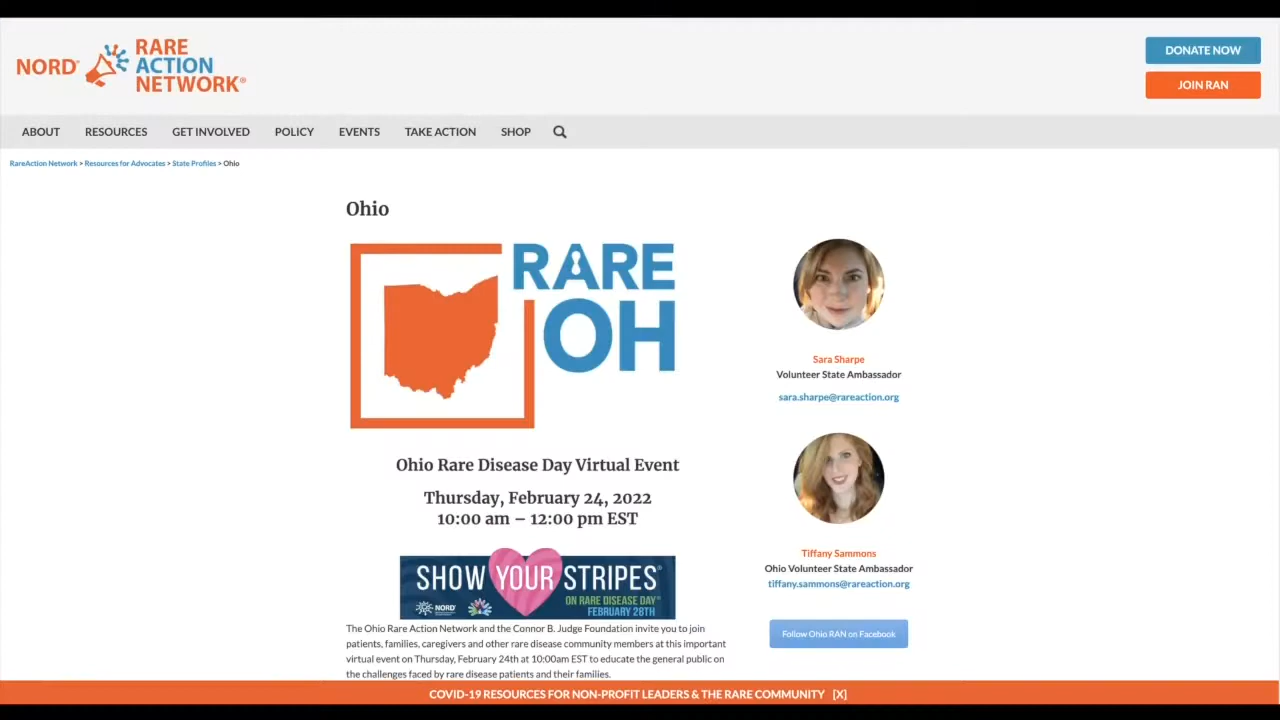 NORD®
RARE
ACTION
NETWORK®
DONATE NOW
JOIN RAN
ABOUT RESOURCES GET INVOLVED POLICY EVENTS TAKE ACTION SHOP
RareAction Network > Resources for Advocates > State Profiles > Ohio
Ohio
RARE
OH
Sara Sharpe
Volunteer State Ambassador
sara.sharpe@rareaction.org
Ohio Rare Disease Day Virtual Event
Thursday, February 24, 2022
10:00 am – 12:00 pm EST
SHOW YOUR STRIPES®
ON RARE DISEASE DAY®
FEBRUARY 28TH
NORD
The Ohio Rare Action Network and the Connor B. Judge Foundation invite you to join
patients, families, caregivers and other rare disease community members at this important
virtual event on Thursday, February 24th at 10:00am EST to educate the general public on
the challenges faced by rare disease patients and their families.
Tiffany Sammons
Ohio Volunteer State Ambassador
tiffany.sammons@rareaction.org
Follow Ohio RAN on Facebook
COVID-19 RESOURCES FOR NON-PROFIT LEADERS & THE RARE COMMUNITY [X]